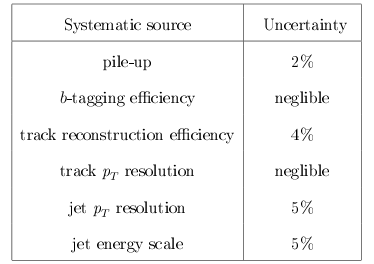 Systematic source Uncertainty
pile-up 2%
b-tagging efficiency neglible
track reconstruction efficiency 4%
track p_T resolution neglible
jet p_T resolution 5%
jet energy scale 5%